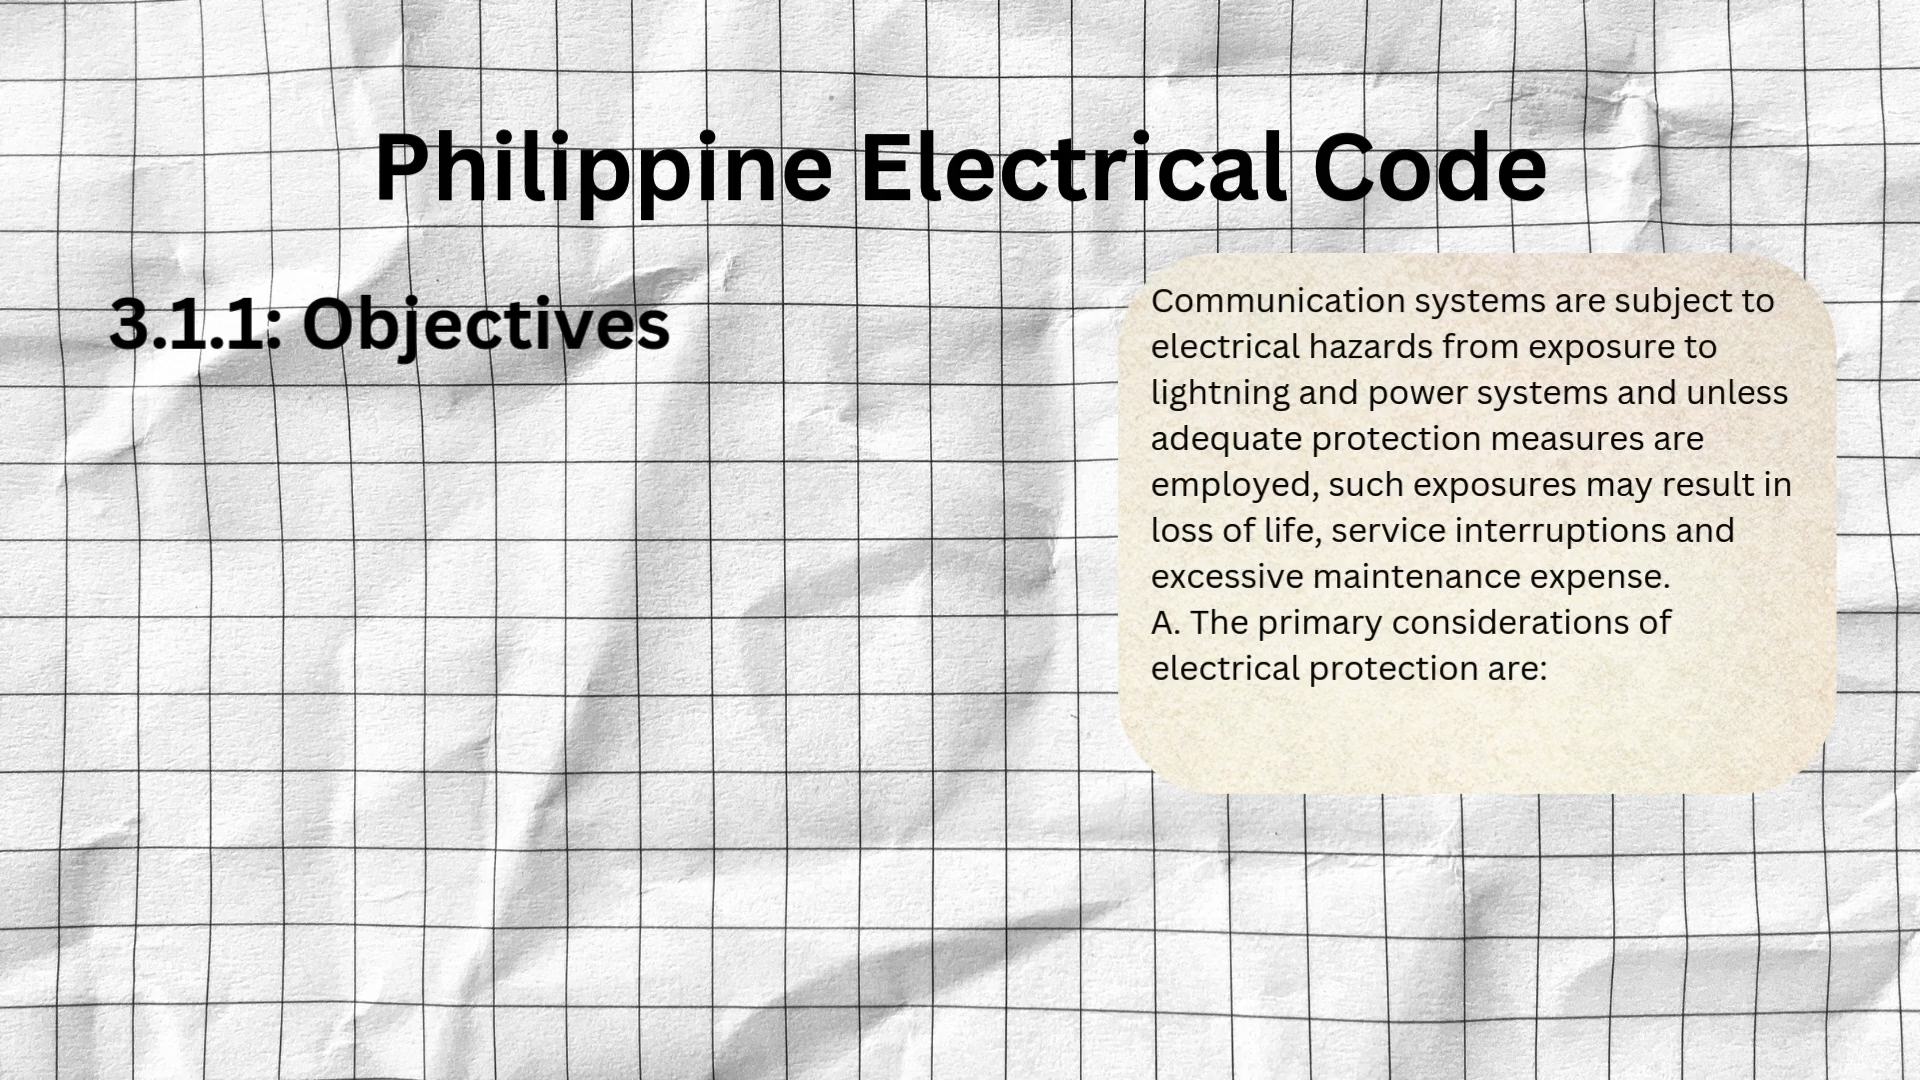 Philippine Electrical Code
3.1.1: Objectives
Communication systems are subject to
electrical hazards from exposure to
lightning and power systems and unless
adequate protection measures are
employed, such exposures may result in
loss of life, service interruptions and
excessive maintenance expense.
A. The primary considerations of
electrical protection are: